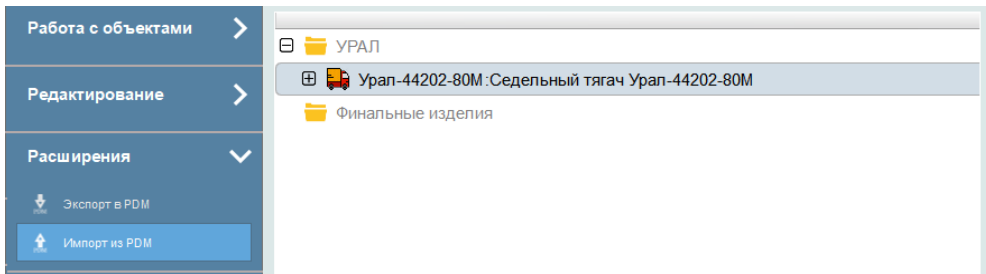 Работа с объектами
Редактирование
Расширения
Экспорт в PDM
Импорт из PDM
УРАЛ
Урал-44202-80М:Седельный тягач Урал-44202-80М
Финальные изделия